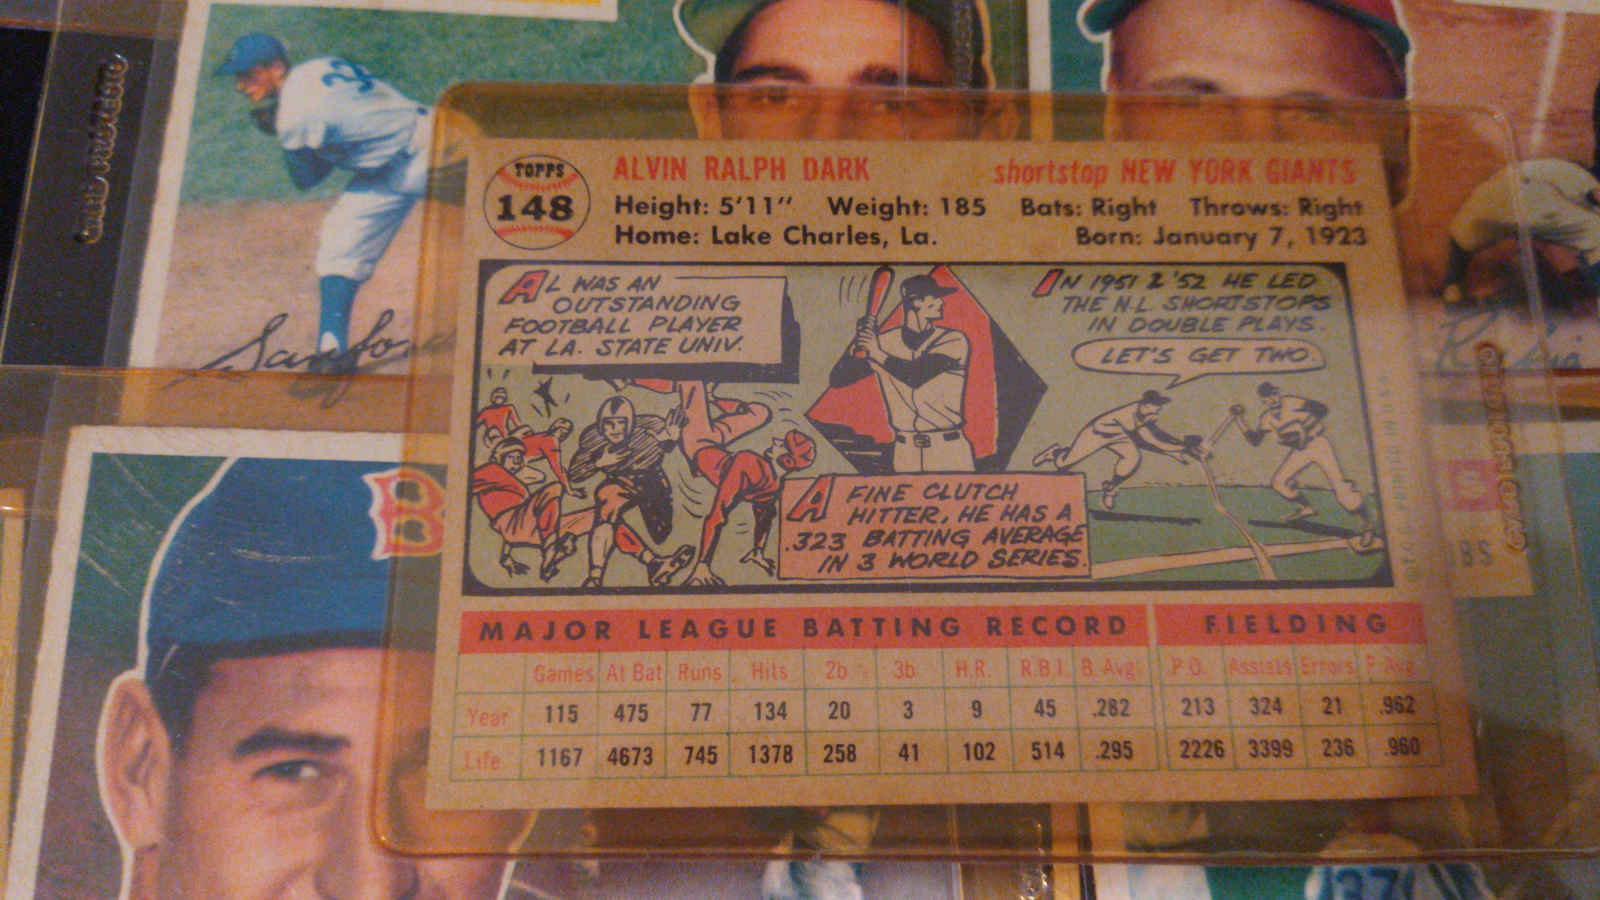 TOPPS
148
ALVIN RALPH DARK
shortstop NEW YORK GIANTS
Height: 5'11" Weight: 185 Bats: Right Throws: Right
Home: Lake Charles, La. Born: January 7, 1923
AL WAS AN
OUTSTANDING
FOOTBALL PLAYER
AT LA. STATE UNIV.
IN 1951 & '52 HE LED
THE N.L. SHORTSTOPS
IN DOUBLE PLAYS.
LET'S GET TWO.
A FINE CLUTCH
HITTER, HE HAS A
.323 BATTING AVERAGE
IN 3 WORLD SERIES.
MAJOR LEAGUE BATTING RECORD FIELDING
Games At Bat Runs Hits 2b 3b H.R. R.B.I. B. Avg. P.O. Assists Errors F. Avg.
Year 115 475 77 134 20 3 9 45 .282 213 324 21 .962
Life 1167 4673 745 1378 258 41 102 514 .295 2226 3399 236 .960
B
37